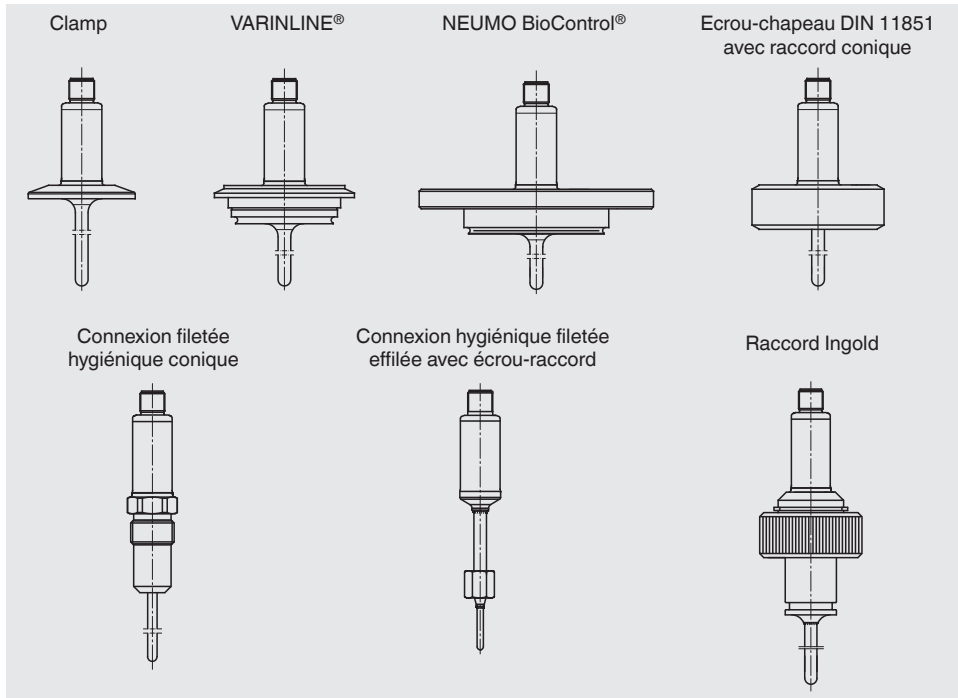 Clamp
VARINLINE®
NEUMO BioControl®
Ecrou-chapeau DIN 11851
avec raccord conique
Connexion filetée
hygiénique conique
Connexion hygiénique filetée
effilée avec écrou-raccord
Raccord Ingold